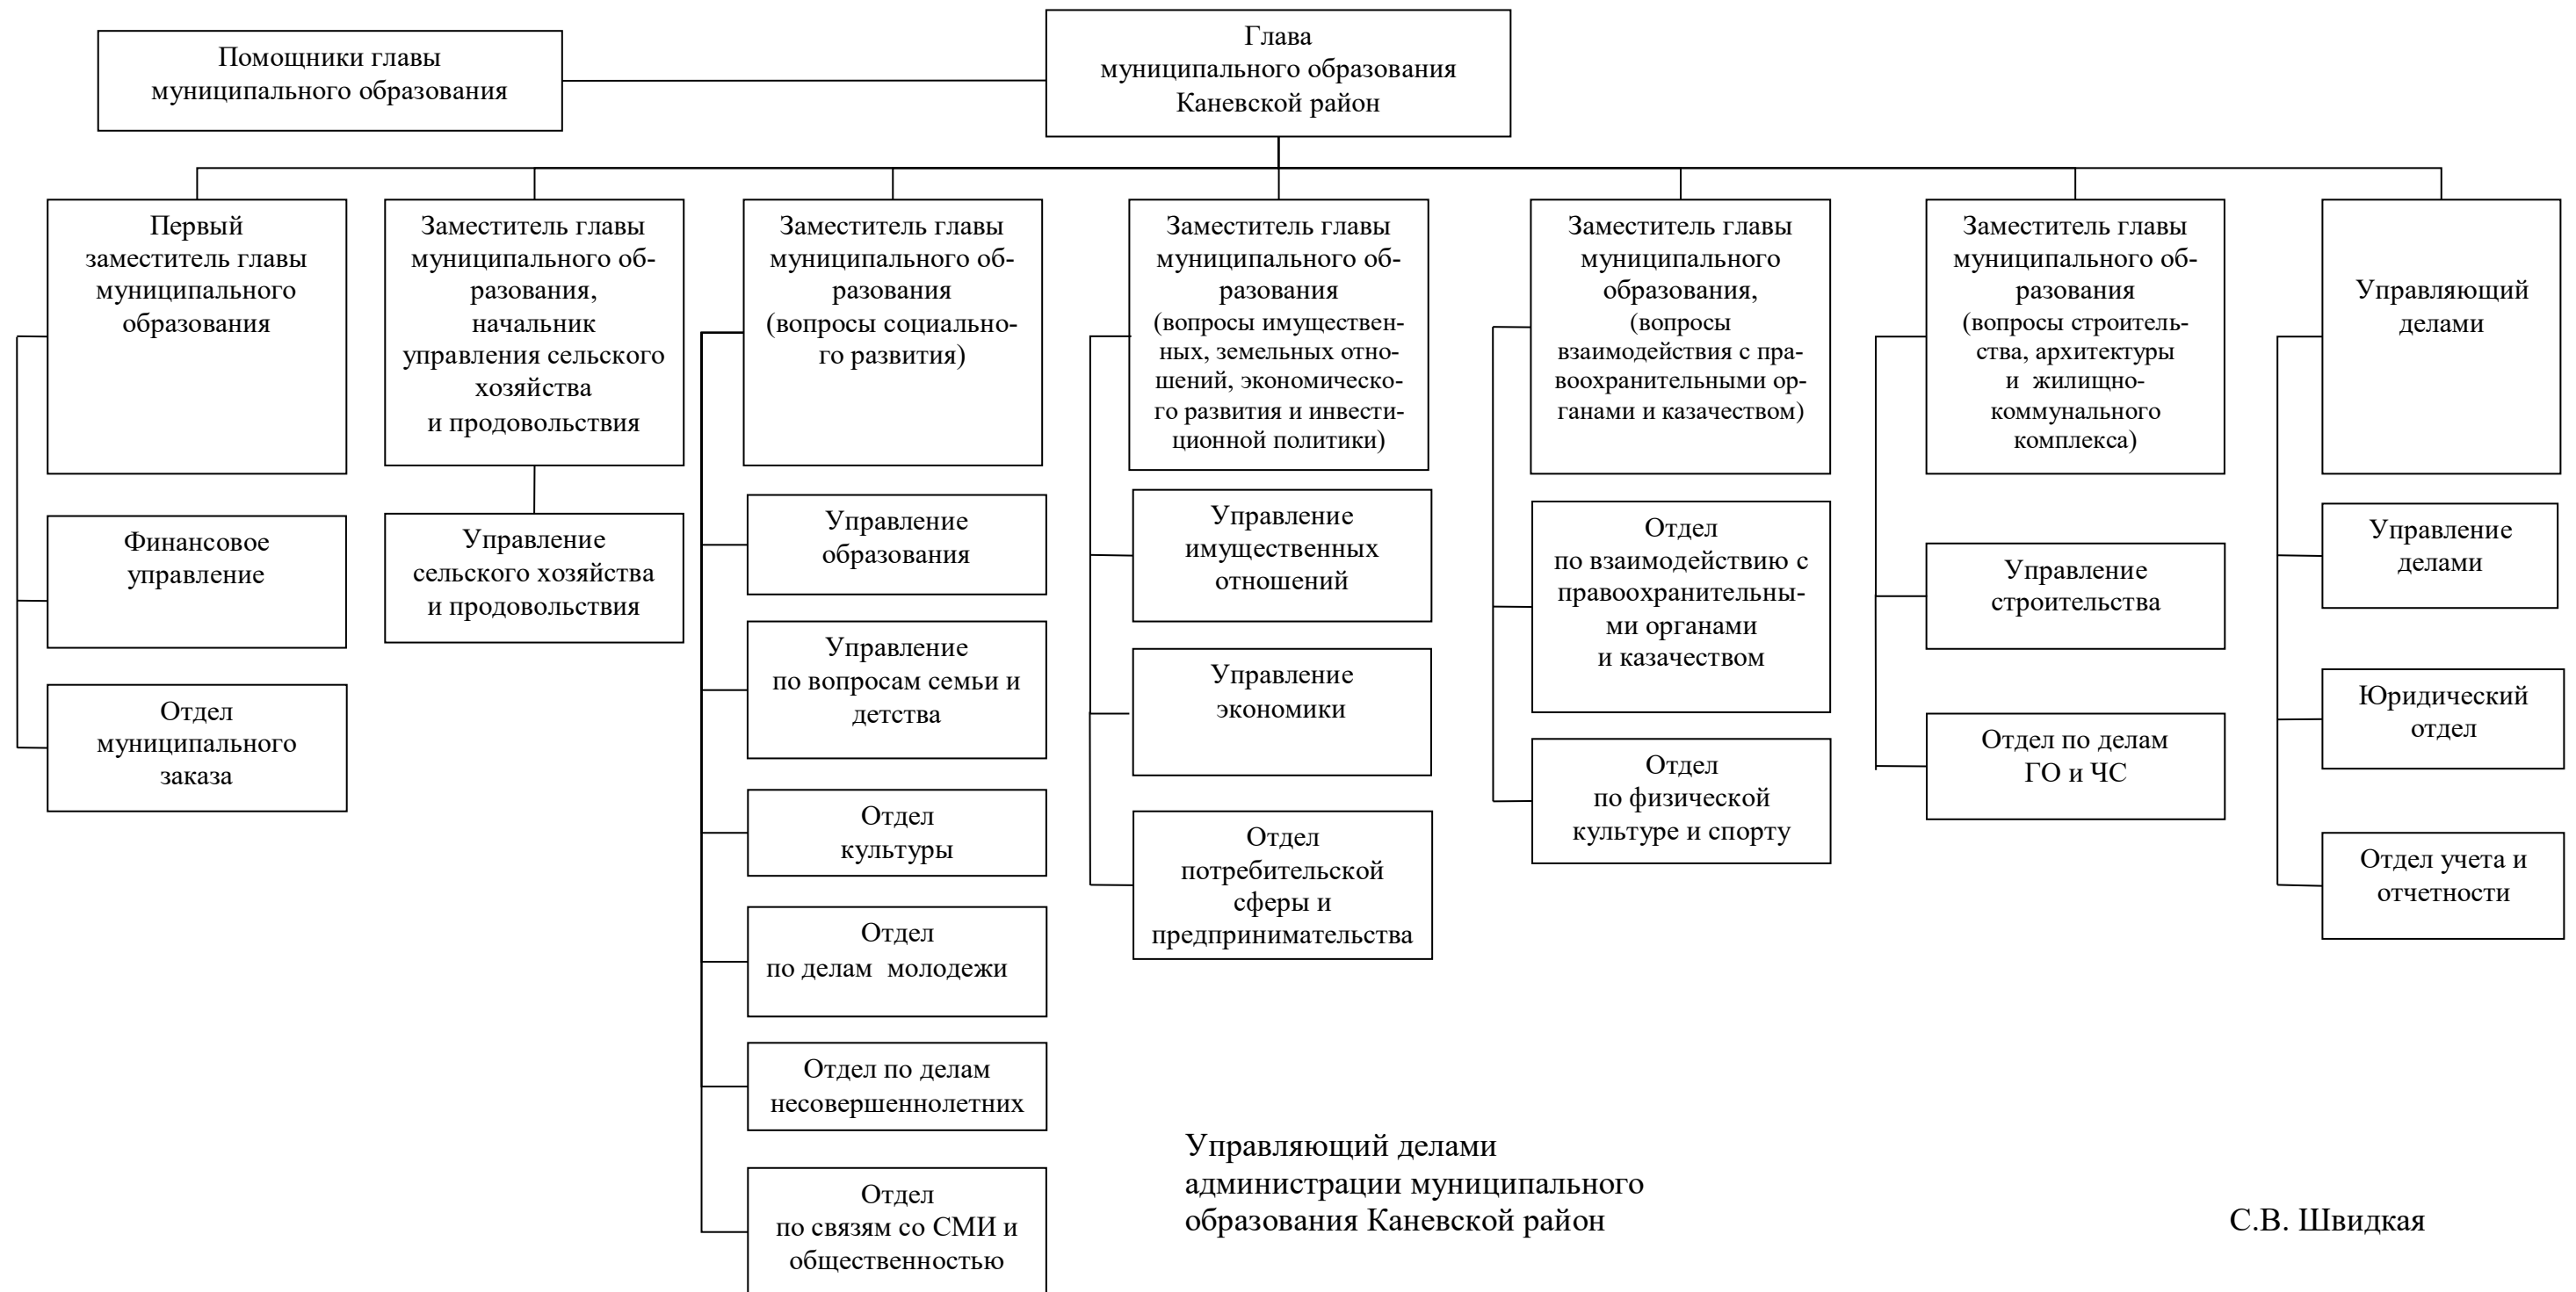 Помощники главы
муниципального образования
Глава
муниципального образования
Каневской район
Первый
заместитель главы
муниципального
образования
Заместитель главы
муниципального об-
разования,
начальник
управления сельского
хозяйства
и продовольствия
Заместитель главы
муниципального об-
разования
(вопросы социально-
го развития)
Заместитель главы
муниципального об-
разования
(вопросы имуществен-
ных, земельных отно-
шений, экономическо-
го развития и инвести-
ционной политики)
Заместитель главы
муниципального
образования,
(вопросы
взаимодействия с пра-
воохранительными ор-
ганами и казачеством)
Заместитель главы
муниципального об-
разования
(вопросы строитель-
ства, архитектуры
и жилищно-
коммунального
комплекса)
Управляющий
делами
Финансовое
управление
Отдел
муниципального
заказа
Управление
сельского хозяйства
и продовольствия
Управление
образования
Управление
по вопросам семьи и
детства
Отдел
культуры
Отдел
по делам молодежи
Отдел по делам
несовершеннолетних
Отдел
по связям со СМИ и
общественностью
Управление
имущественных
отношений
Управление
экономики
Отдел
потребительской
сферы и
предпринимательства
Отдел
по взаимодействию с
правоохранительны-
ми органами
и казачеством
Отдел
по физической
культуре и спорту
Управление
строительства
Отдел по делам
ГО и ЧС
Управление
делами
Юридический
отдел
Отдел учета и
отчетности
Управляющий делами
администрации муниципального
образования Каневской район
С.В. Швидкая